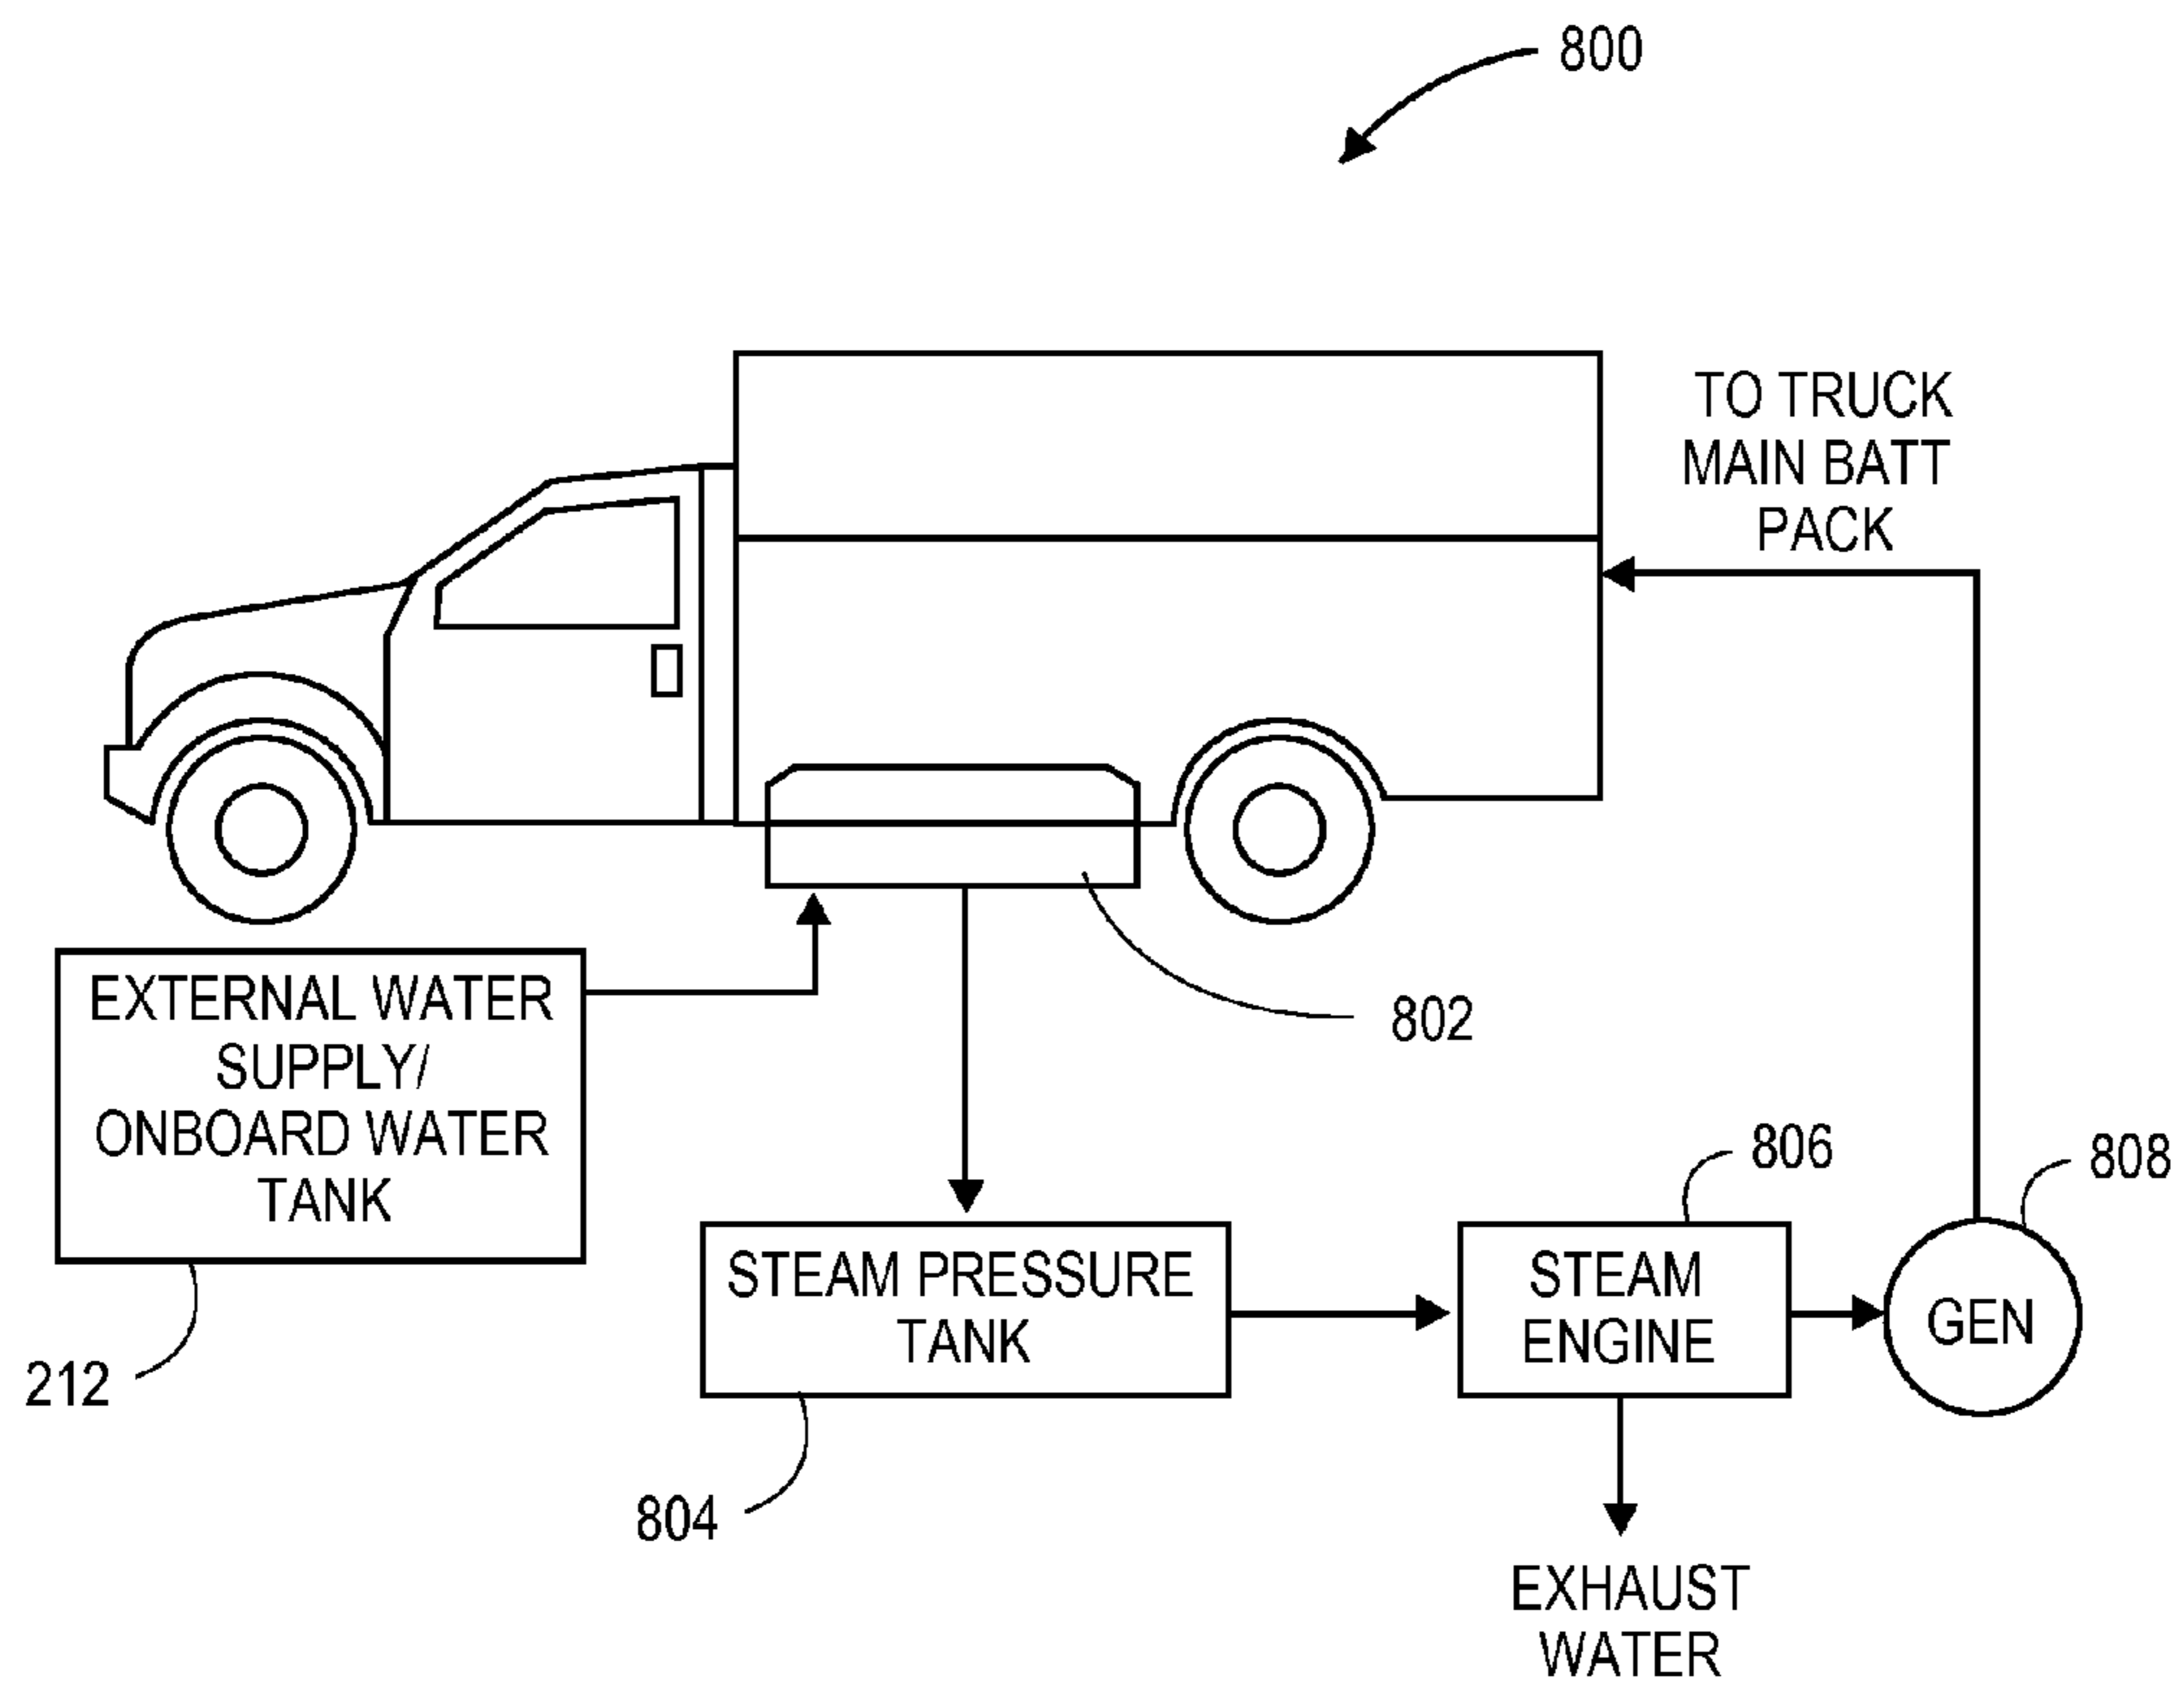 800
TO TRUCK
MAIN BATT
PACK
EXTERNAL WATER
SUPPLY/
ONBOARD WATER
TANK
802
806
808
STEAM PRESSURE
TANK
STEAM
ENGINE
GEN
212
804
EXHAUST
WATER